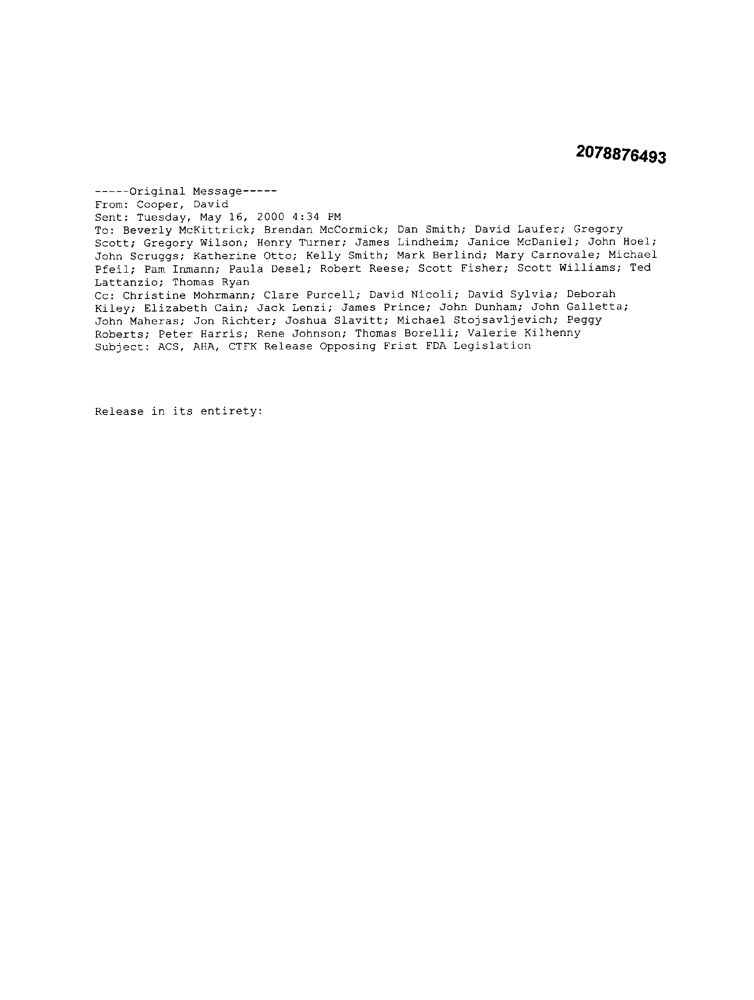 2078876493
-----Original Message-----
From: Cooper, David
Sent: Tuesday, May 16, 2000 4:34 PM
To: Beverly McKittrick; Brendan McCormick; Dan Smith; David Laufer; Gregory
Scott; Gregory Wilson; Henry Turner; James Lindheim; Janice McDaniel; John Hoel;
John Scruggs; Katherine Otto; Kelly Smith; Mark Berlind; Mary Carnovale; Michael
Pfeil; Pam Inmann; Paula Desel; Robert Reese; Scott Fisher; Scott Williams; Ted
Lattanzio; Thomas Ryan
Cc: Christine Mohrmann; Clare Purcell; David Nicoli; David Sylvia; Deborah
Kiley; Elizabeth Cain; Jack Lenzi; James Prince; John Dunham; John Galletta;
John Maheras; Jon Richter; Joshua Slavitt; Michael Stojsavljevich; Peggy
Roberts; Peter Harris; Rene Johnson; Thomas Borelli; Valerie Kilhenny
Subject: ACS, AHA, CTFK Release Opposing Frist FDA Legislation
Release in its entirety: